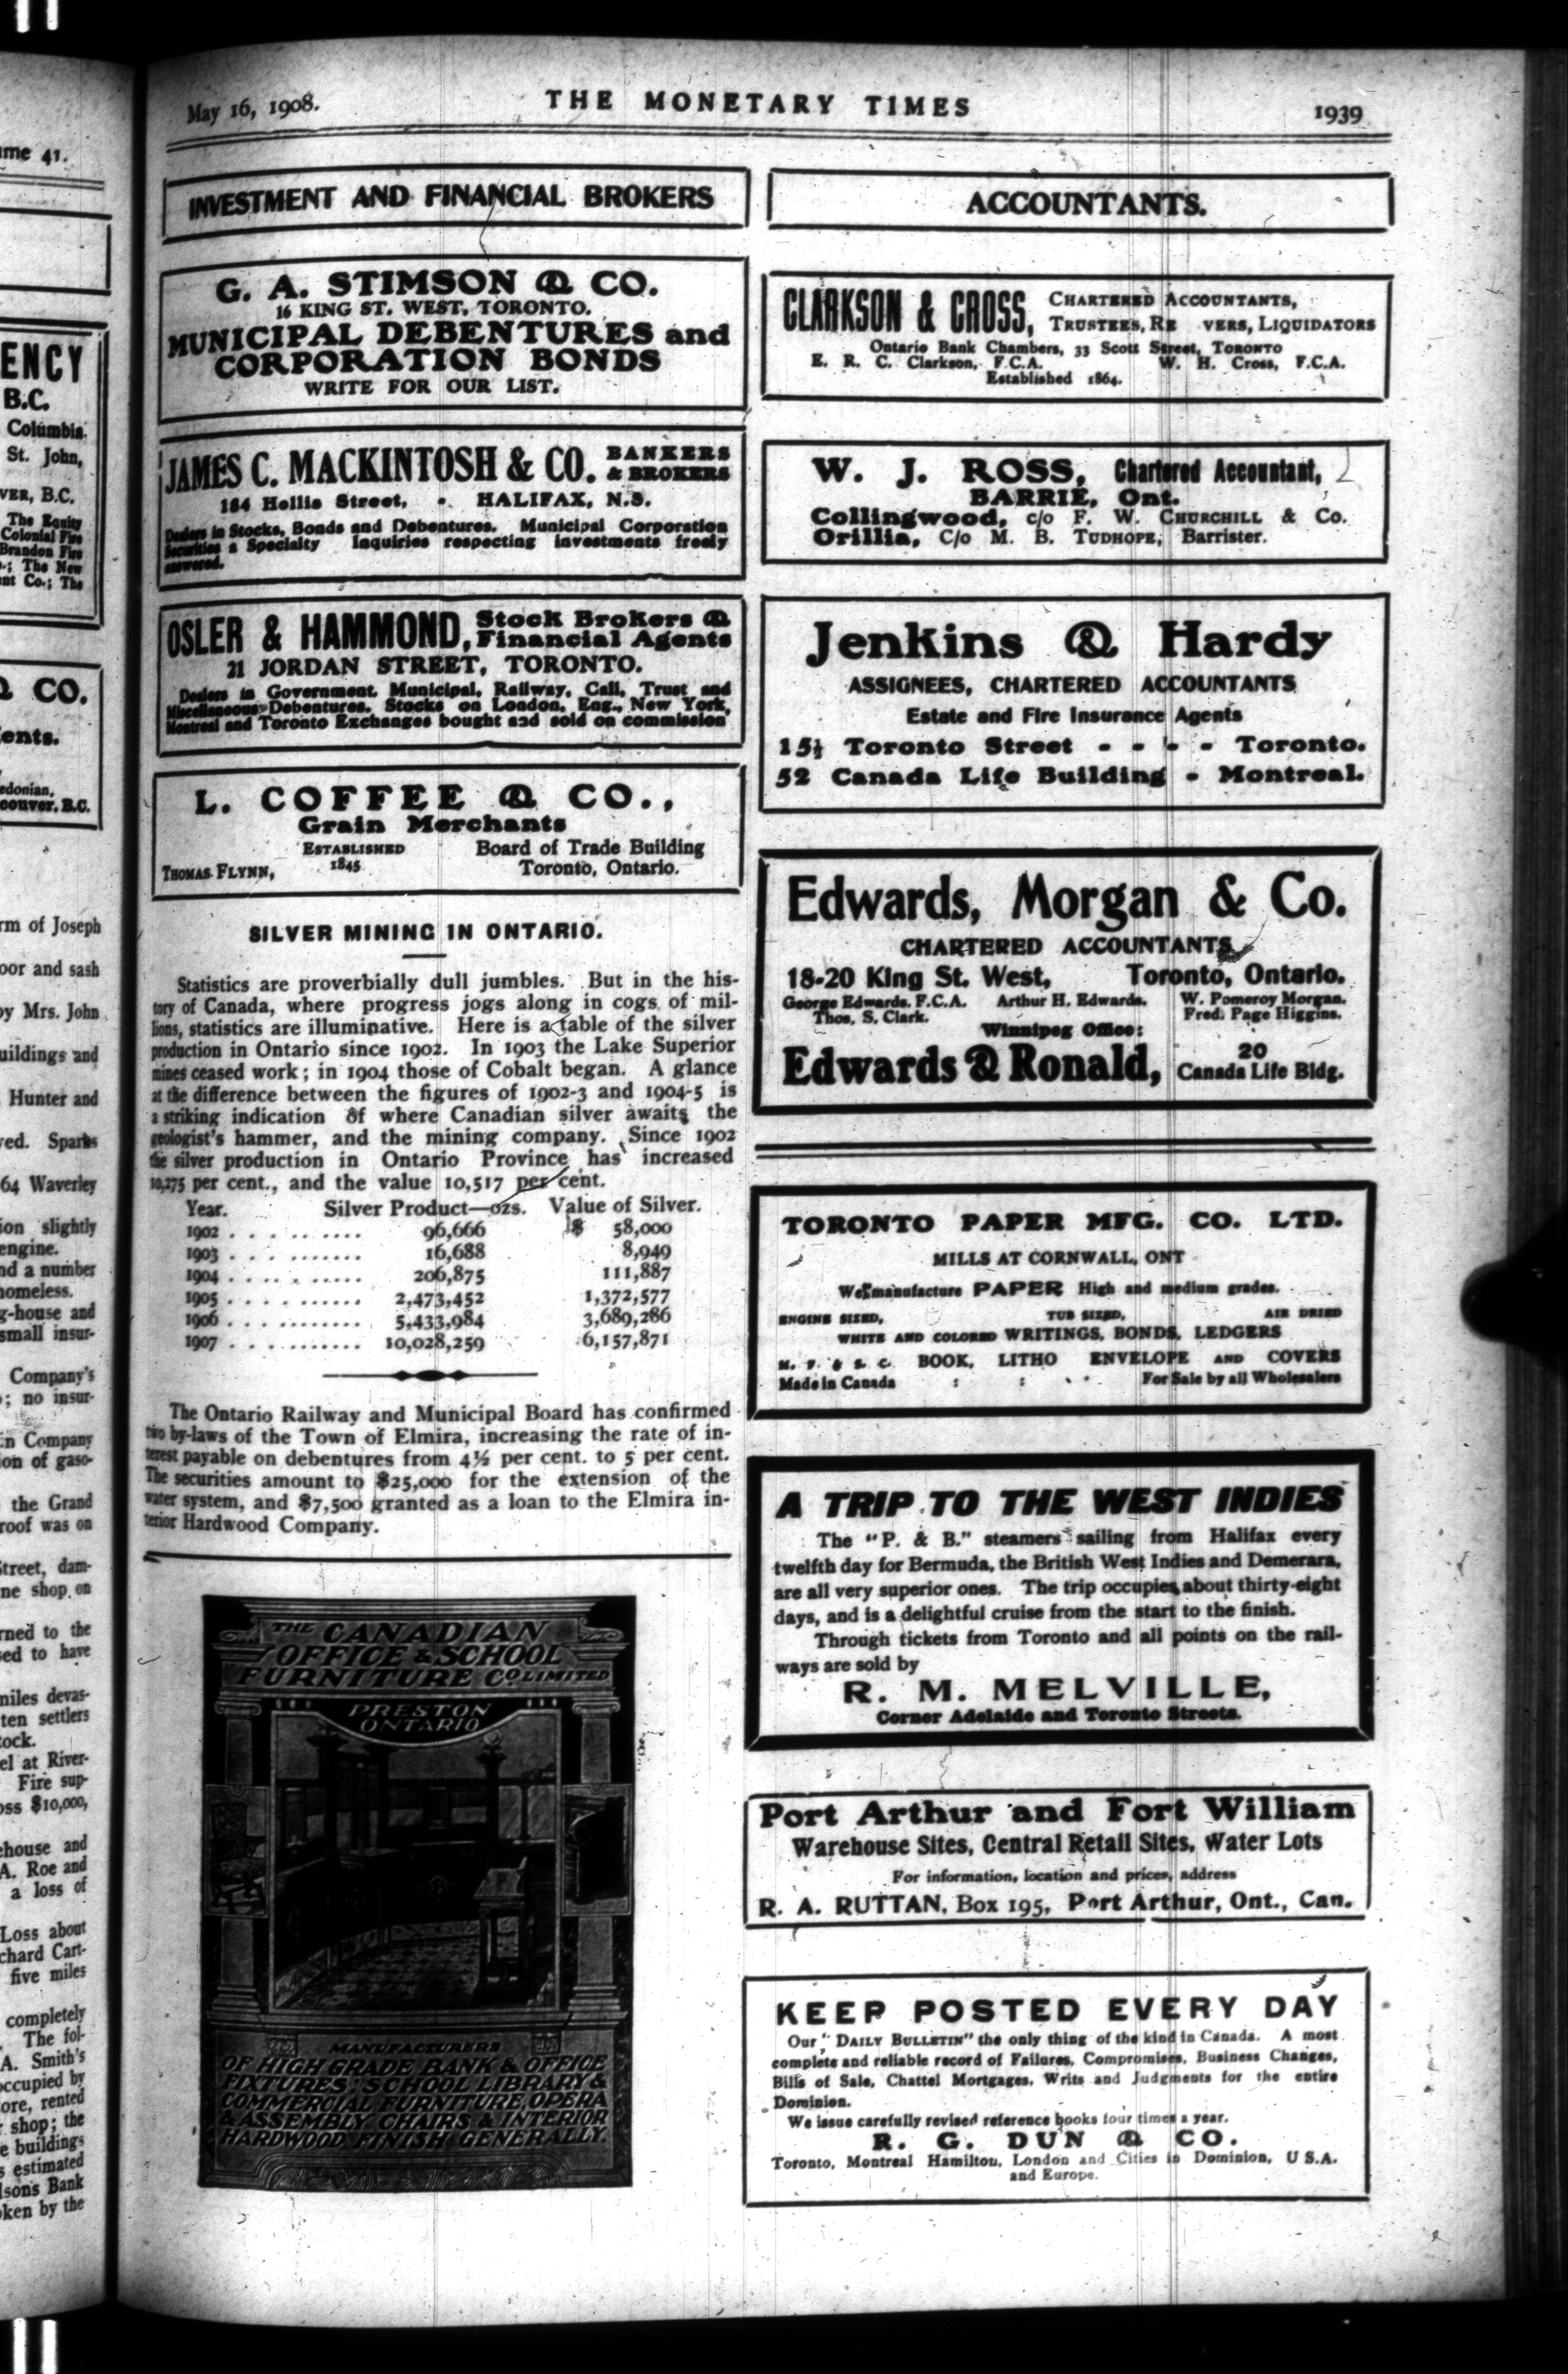 May 16, 1908.
THE MONETARY TIMES
1939
INVESTMENT AND FINANCIAL BROKERS
G. A. STIMSON & CO.
16 KING ST. WEST, TORONTO.
MUNICIPAL DEBENTURES and
CORPORATION BONDS
WRITE FOR OUR LIST.
JAMES C. MACKINTOSH & CO. BANKERS
& BROKERS
184 Hollis Street, - HALIFAX, N.S.
Dealers in Stocks, Bonds and Debentures. Municipal Corporation
Securities a Specialty Inquiries respecting investments freely
answered.
OSLER & HAMMOND, Stock Brokers &
Financial Agents
21 JORDAN STREET, TORONTO.
Dealers in Government, Municipal, Railway, Call, Trust and
Miscellaneous Debentures. Stocks on London, Eng., New York,
Montreal and Toronto Exchanges bought and sold on commission
L. COFFEE & CO.,
Grain Merchants
ESTABLISHED
1845
Board of Trade Building
THOMAS FLYNN,
Toronto, Ontario.
SILVER MINING IN ONTARIO.
Statistics are proverbially dull jumbles. But in the his-
tory of Canada, where progress jogs along in cogs of mil-
lions, statistics are illuminative. Here is a table of the silver
production in Ontario since 1902. In 1903 the Lake Superior
mines ceased work; in 1904 those of Cobalt began. A glance
at the difference between the figures of 1902-3 and 1904-5 is
a striking indication of where Canadian silver awaits the
geologist's hammer, and the mining company. Since 1902
the silver production in Ontario Province has increased
10,275 per cent., and the value 10,517 per cent.
Year. Silver Product—ozs. Value of Silver.
1902 . . . . . . . . . . 96,666 $ 58,000
1903 . . . . . . . . . . 16,688 8,949
1904 . . . . . . . . . . 206,875 111,887
1905 . . . . . . . . . . 2,473,452 1,372,577
1906 . . . . . . . . . . 5,433,984 3,689,286
1907 . . . . . . . . . . 10,028,259 6,157,871
The Ontario Railway and Municipal Board has confirmed
two by-laws of the Town of Elmira, increasing the rate of in-
terest payable on debentures from 4½ per cent. to 5 per cent.
The securities amount to $25,000 for the extension of the
water system, and $7,500 granted as a loan to the Elmira in-
terior Hardwood Company.
THE CANADIAN
OFFICE & SCHOOL
FURNITURE CO LIMITED
PRESTON
ONTARIO
MANUFACTURERS
OF HIGH GRADE BANK & OFFICE
FIXTURES, SCHOOL, LIBRARY &
COMMERCIAL FURNITURE, OPERA
& ASSEMBLY CHAIRS & INTERIOR
HARDWOOD FINISH GENERALLY.
ACCOUNTANTS.
CLARKSON & CROSS, CHARTERED ACCOUNTANTS,
TRUSTEES, RE VERS, LIQUIDATORS
Ontario Bank Chambers, 33 Scott Street, TORONTO
E. R. C. Clarkson, F.C.A. W. H. Cross, F.C.A.
Established 1864.
W. J. ROSS, Chartered Accountant,
BARRIE, Ont.
Collingwood, c/o F. W. CHURCHILL & Co.
Orillia, C/o M. B. TUDHOPE, Barrister.
Jenkins & Hardy
ASSIGNEES, CHARTERED ACCOUNTANTS
Estate and Fire Insurance Agents
15½ Toronto Street - - - - Toronto.
52 Canada Life Building - Montreal.
Edwards, Morgan & Co.
CHARTERED ACCOUNTANTS
18-20 King St. West, Toronto, Ontario.
George Edwards, F.C.A. Arthur H. Edwards. W. Pomeroy Morgan.
Thos. S. Clark. Fred. Page Higgins.
Winnipeg Office:
Edwards & Ronald, 20
Canada Life Bldg.
TORONTO PAPER MFG. CO. LTD.
MILLS AT CORNWALL, ONT
We manufacture PAPER High and medium grades.
ENGINE SIZED, TUB SIZED, AIR DRIED
WHITE AND COLORED WRITINGS, BONDS, LEDGERS
M. F. & S. C. BOOK, LITHO ENVELOPE AND COVERS
Made in Canada : : For Sale by all Wholesalers
A TRIP TO THE WEST INDIES
The "P. & B." steamers sailing from Halifax every
twelfth day for Bermuda, the British West Indies and Demerara,
are all very superior ones. The trip occupies about thirty-eight
days, and is a delightful cruise from the start to the finish.
Through tickets from Toronto and all points on the rail-
ways are sold by
R. M. MELVILLE,
Corner Adelaide and Toronto Streets.
Port Arthur and Fort William
Warehouse Sites, Central Retail Sites, Water Lots
For information, location and prices, address
R. A. RUTTAN, Box 195, Port Arthur, Ont., Can.
KEEP POSTED EVERY DAY
Our "DAILY BULLETIN" the only thing of the kind in Canada. A most
complete and reliable record of Failures, Compromises, Business Changes,
Bills of Sale, Chattel Mortgages, Writs and Judgments for the entire
Dominion.
We issue carefully revised reference books four times a year.
R. G. DUN & CO.
Toronto, Montreal Hamilton, London and Cities in Dominion, U S.A.
and Europe.